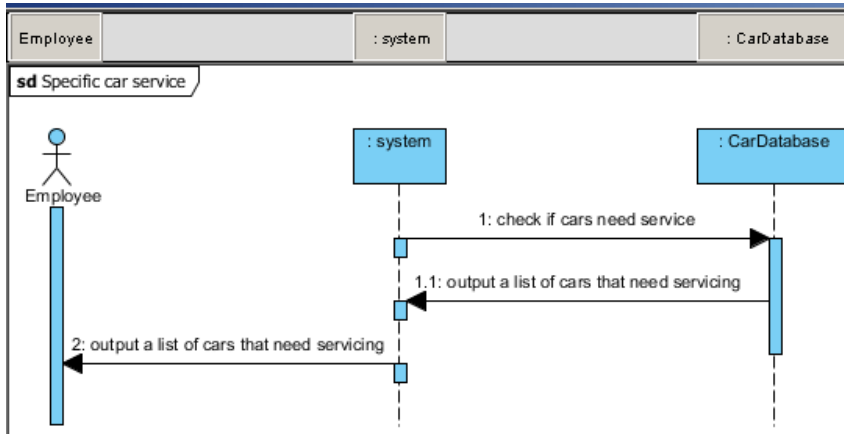 Employee
: system
: CarDatabase
sd Specific car service
: system
: CarDatabase
Employee
1: check if cars need service
1.1: output a list of cars that need servicing
2: output a list of cars that need servicing